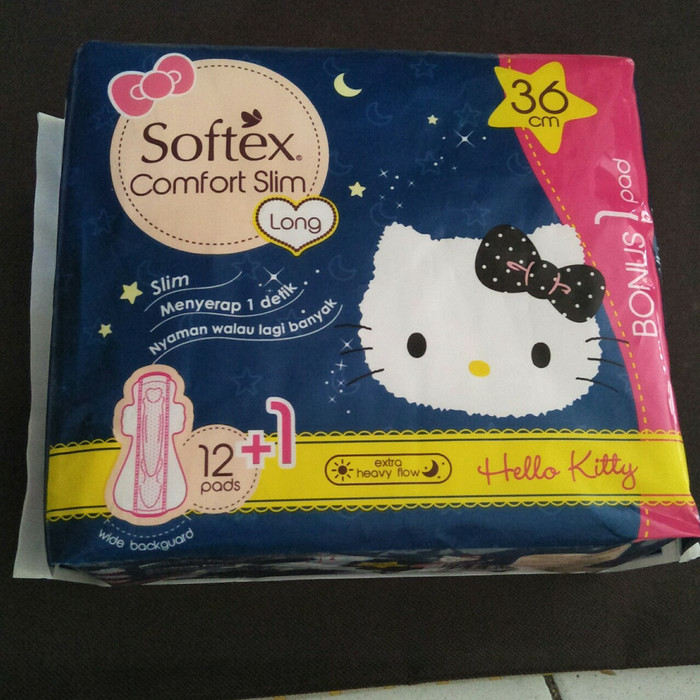 Softex®
Comfort Slim
Long
36
cm
BONUS 1 pad
Slim
Menyerap 1 detik
Nyaman walau lagi banyak
12 +1
pads
extra
heavy flow
Hello Kitty
wide backguard